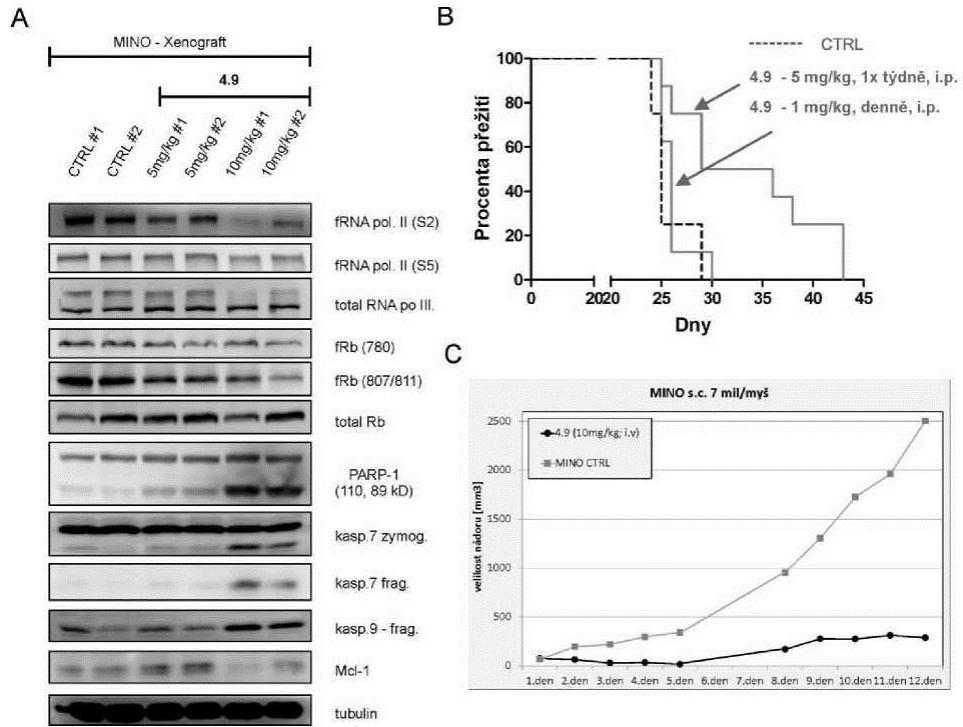 A
MINO - Xenograft
4.9
CTRL #1
CTRL #2
5mg/kg #1
5mg/kg #2
10mg/kg #1
10mg/kg #2
fRNA pol. II (S2)
fRNA pol. II (S5)
total RNA po III.
fRb (780)
fRb (807/811)
total Rb
PARP-1
(110, 89 kD)
kasp.7 zymog.
kasp.7 frag.
kasp.9 - frag.
Mcl-1
tubulin
B
CTRL
4.9 - 5 mg/kg, 1x týdně, i.p.
4.9 - 1 mg/kg, denně, i.p.
Procenta přežití
100
80
60
40
20
0
0 20 20 25 30 35 40 45
Dny
C
MINO s.c. 7 mil/myš
4.9 (10mg/kg; i.v)
MINO CTRL
velikost nádoru [mm3]
2500
2000
1500
1000
500
0
1.den 2.den 3.den 4.den 5.den 6.den 7.den 8.den 9.den 10.den 11.den 12.den